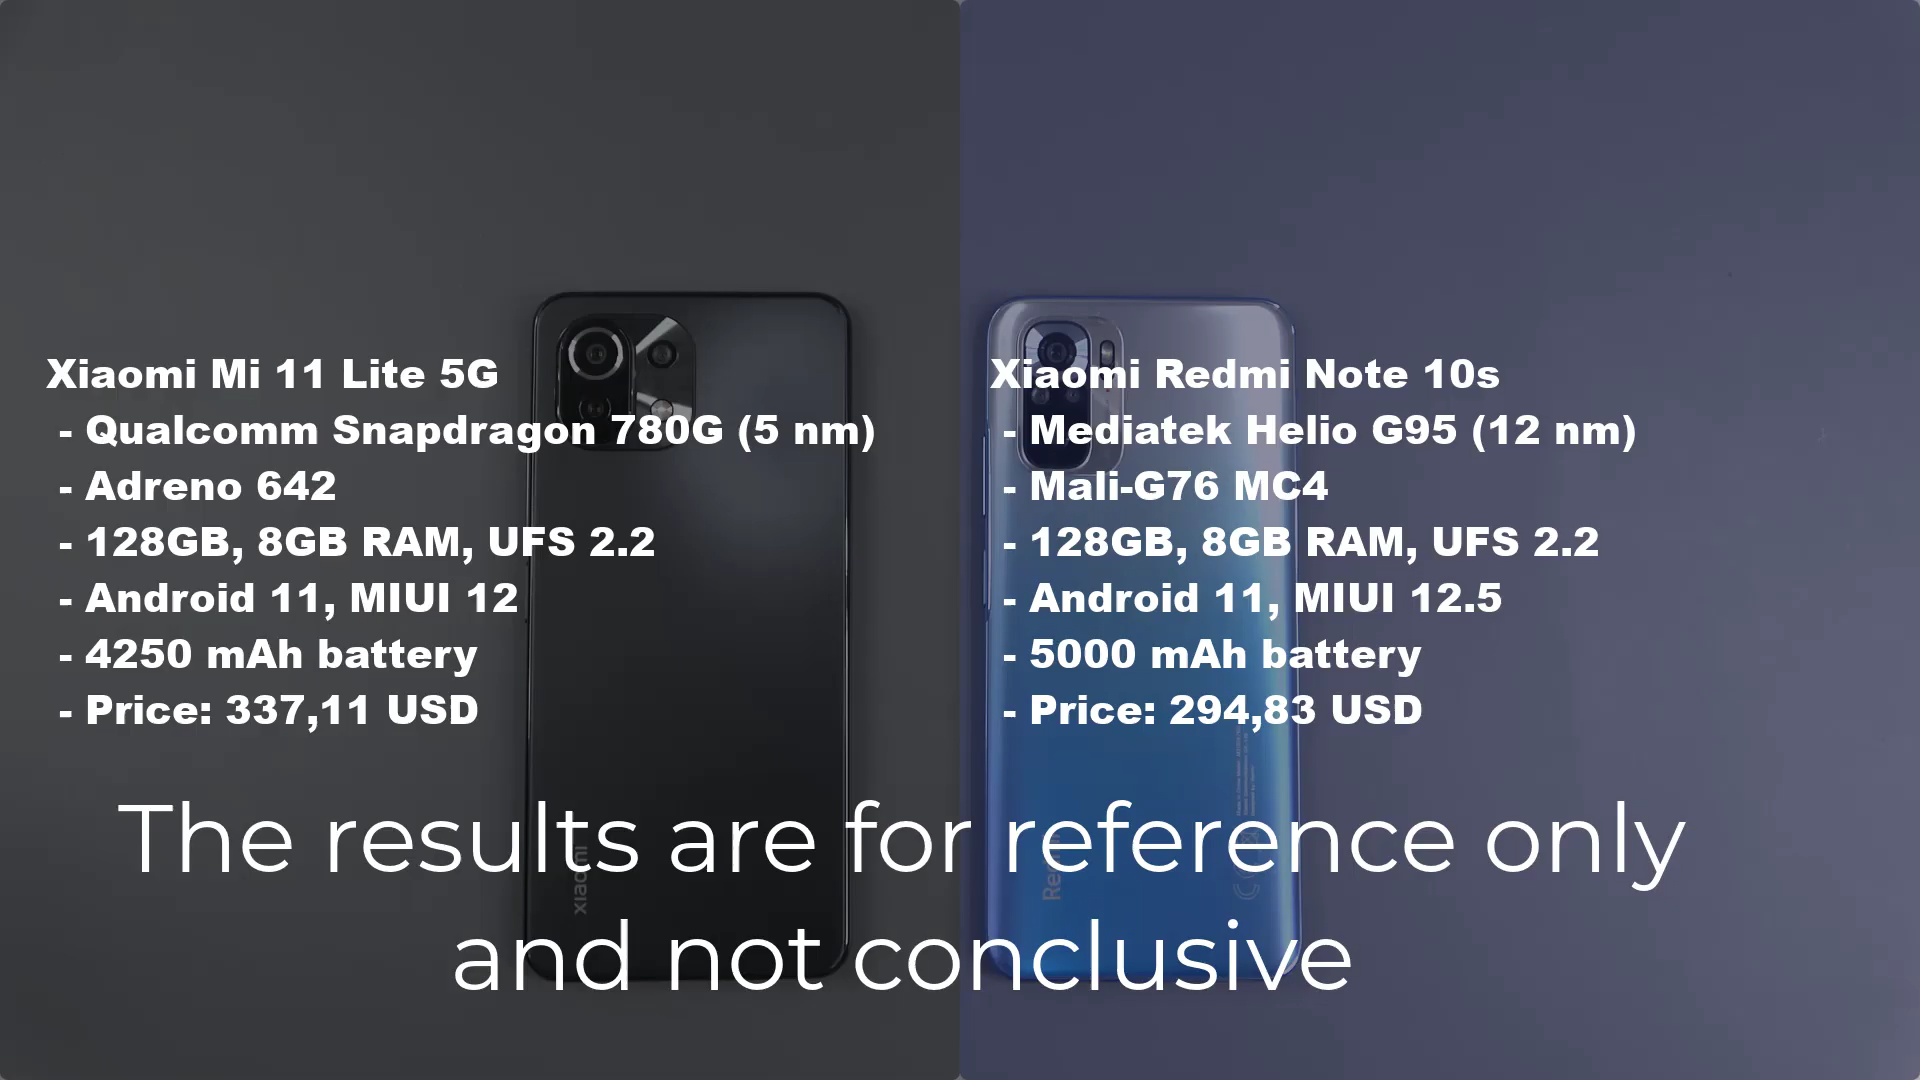 Xiaomi Mi 11 Lite 5G
- Qualcomm Snapdragon 780G (5 nm)
- Adreno 642
- 128GB, 8GB RAM, UFS 2.2
- Android 11, MIUI 12
- 4250 mAh battery
- Price: 337,11 USD
Xiaomi Redmi Note 10s
- Mediatek Helio G95 (12 nm)
- Mali-G76 MC4
- 128GB, 8GB RAM, UFS 2.2
- Android 11, MIUI 12.5
- 5000 mAh battery
- Price: 294,83 USD
The results are for reference only
and not conclusive
xiaomi
Redmi